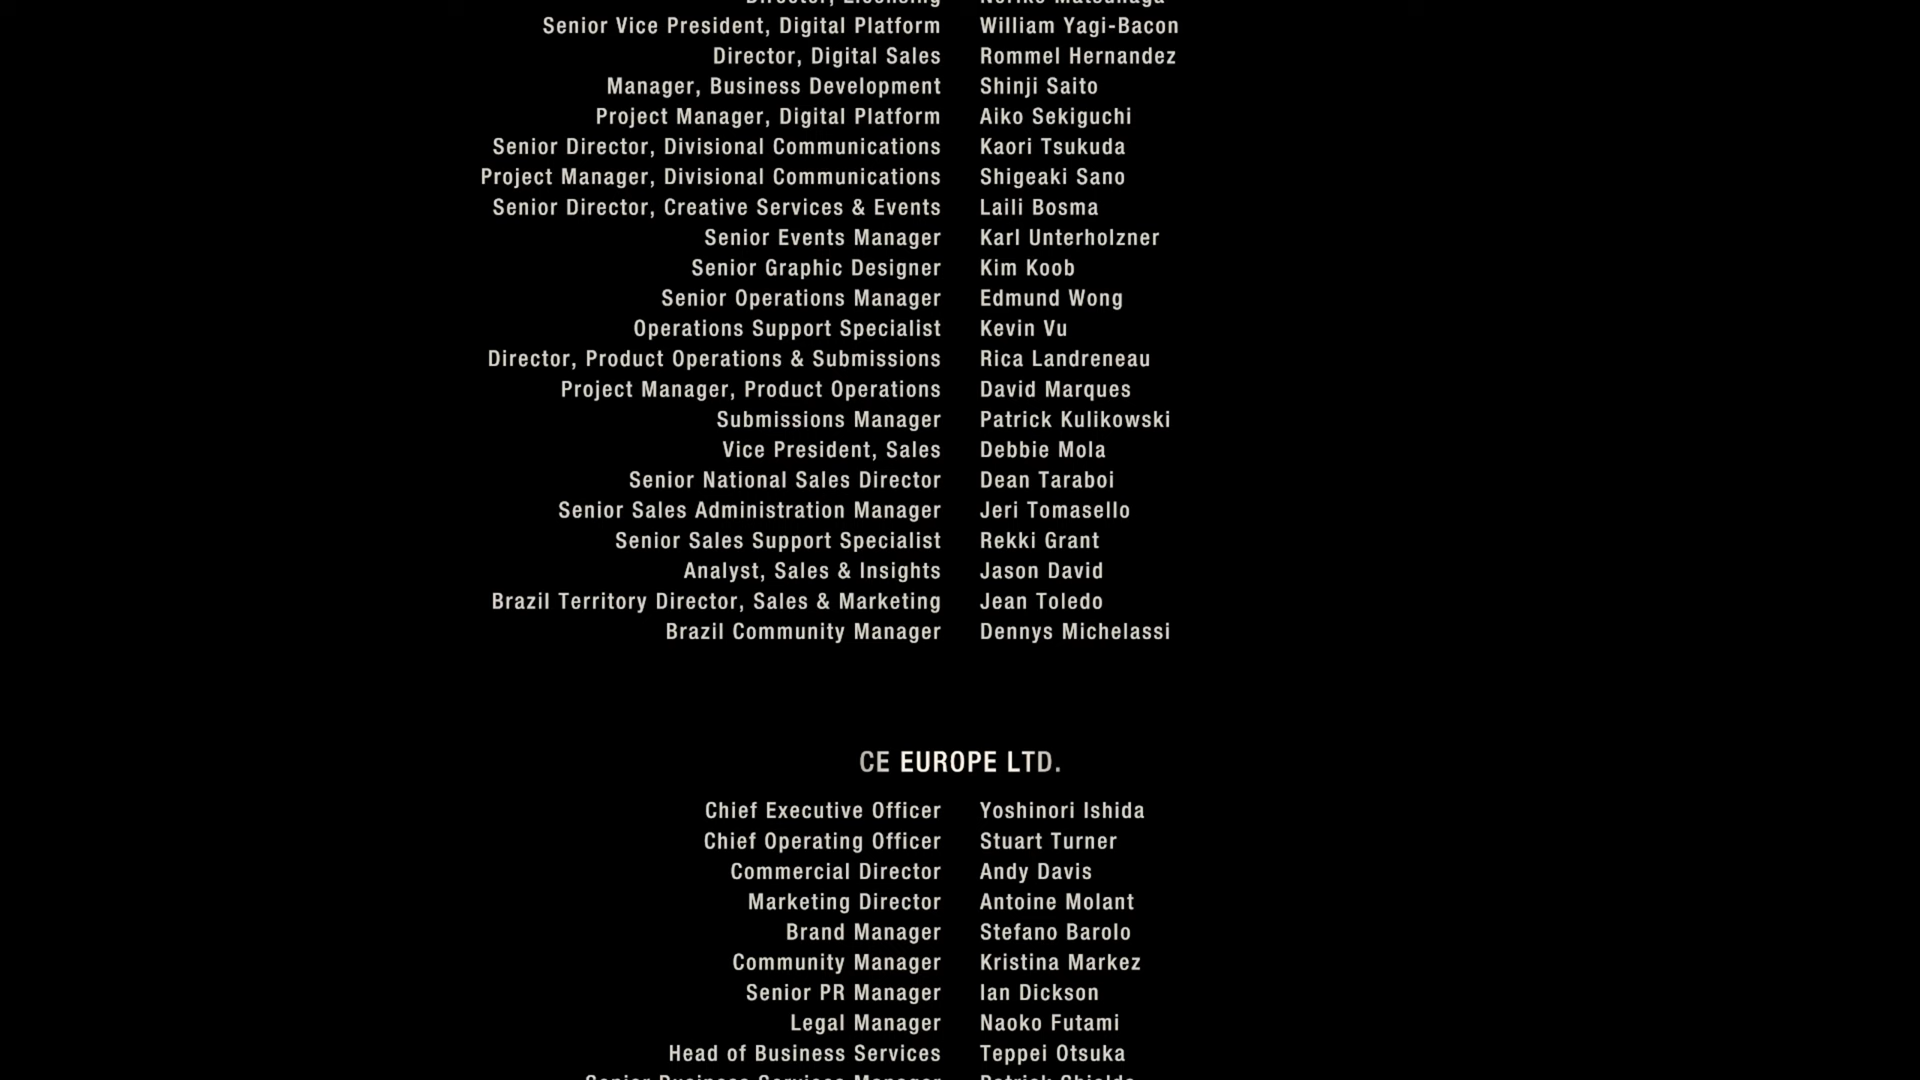 Senior Vice President, Digital Platform William Yagi-Bacon
Director, Digital Sales Rommel Hernandez
Manager, Business Development Shinji Saito
Project Manager, Digital Platform Aiko Sekiguchi
Senior Director, Divisional Communications Kaori Tsukuda
Project Manager, Divisional Communications Shigeaki Sano
Senior Director, Creative Services & Events Laili Bosma
Senior Events Manager Karl Unterholzner
Senior Graphic Designer Kim Koob
Senior Operations Manager Edmund Wong
Operations Support Specialist Kevin Vu
Director, Product Operations & Submissions Rica Landreneau
Project Manager, Product Operations David Marques
Submissions Manager Patrick Kulikowski
Vice President, Sales Debbie Mola
Senior National Sales Director Dean Taraboi
Senior Sales Administration Manager Jeri Tomasello
Senior Sales Support Specialist Rekki Grant
Analyst, Sales & Insights Jason David
Brazil Territory Director, Sales & Marketing Jean Toledo
Brazil Community Manager Dennys Michelassi
CE EUROPE LTD.
Chief Executive Officer Yoshinori Ishida
Chief Operating Officer Stuart Turner
Commercial Director Andy Davis
Marketing Director Antoine Molant
Brand Manager Stefano Barolo
Community Manager Kristina Markez
Senior PR Manager Ian Dickson
Legal Manager Naoko Futami
Head of Business Services Teppei Otsuka